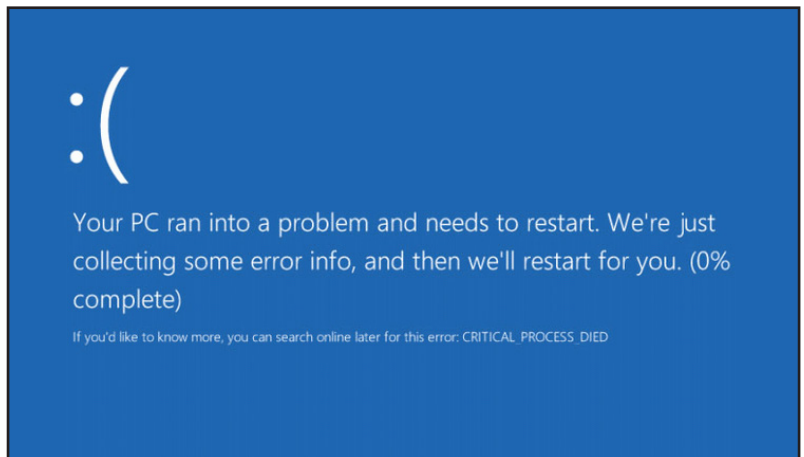 :(
Your PC ran into a problem and needs to restart. We're just
collecting some error info, and then we'll restart for you. (0%
complete)
If you'd like to know more, you can search online later for this error: CRITICAL_PROCESS_DIED